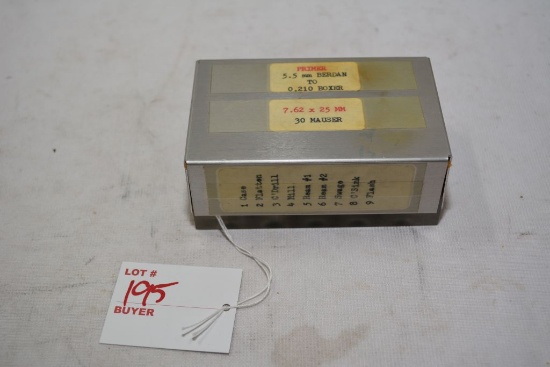 PRIMER
5.5 mm BERDAN
TO
0.210 BOXER
7.62 x 25 MM
30 MAUSER
1 Case
2 Flatten
3 C'Drill
4 Mill
5 Ream #1
6 Ream #2
7 Swage
8 C'Sink
9 Flash
LOT #
195
BUYER